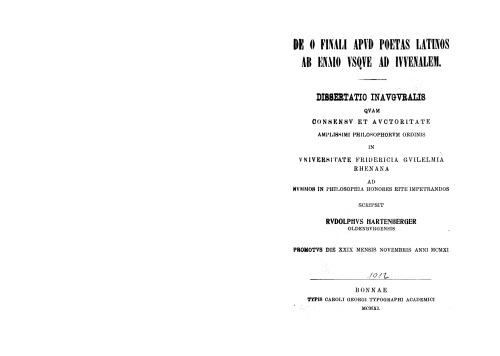 DE O FINALI APVD POETAS LATINOS
AB ENNIO VSQVE AD IVVENALEM.
DISSERTATIO INAVGVRALIS
QVAM
CONSENSV ET AVCTORITATE
AMPLISSIMI PHILOSOPHORVM ORDINIS
IN
VNIVERSITATE FRIDERICIA GVILELMIA
RHENANA
AD
SVMMOS IN PHILOSOPHIA HONORES RITE IMPETRANDOS
SCRIPSIT
RVDOLPHVS HARTENBERGER
OLDENBVRGENSIS
PROMOTVS DIE XXIX MENSIS NOVEMBRIS ANNI MCMXI
1912
BONNAE
TYPIS CAROLI GEORGI TYPOGRAPHI ACADEMICI
MCMXI.